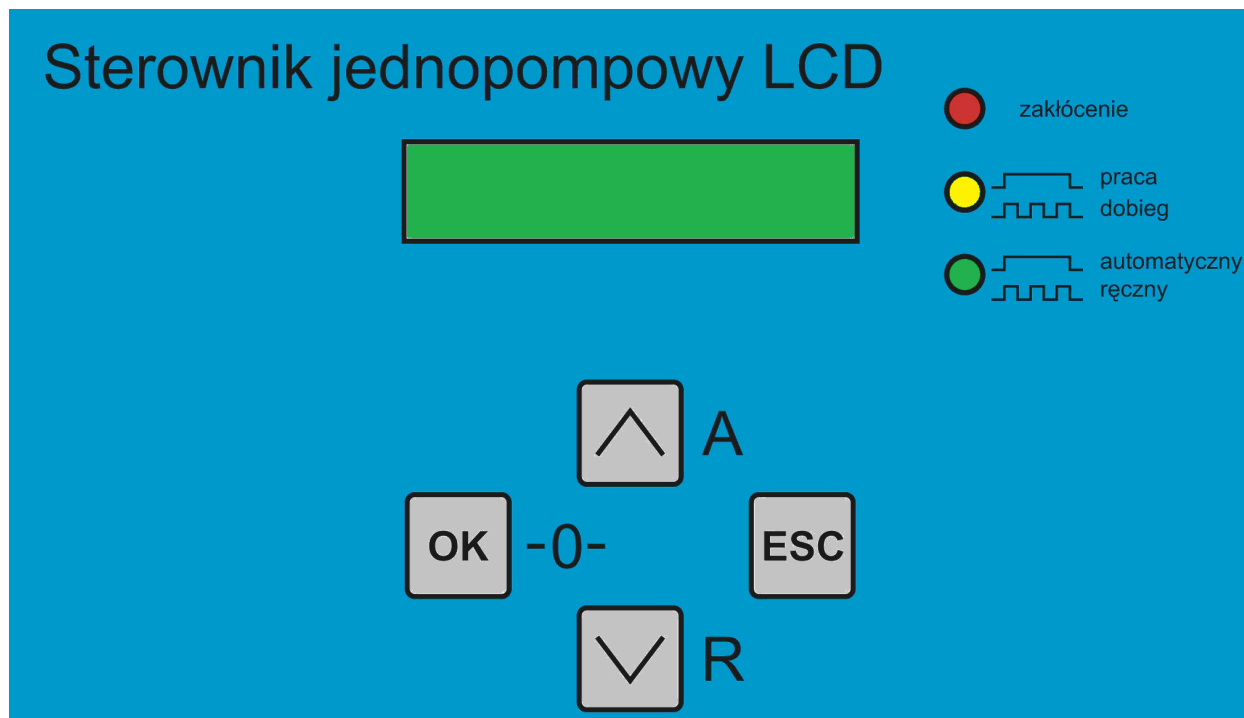 Sterownik jednopompowy LCD
zakłócenie
praca
dobieg
automatyczny
ręczny
A
OK -0- ESC
R